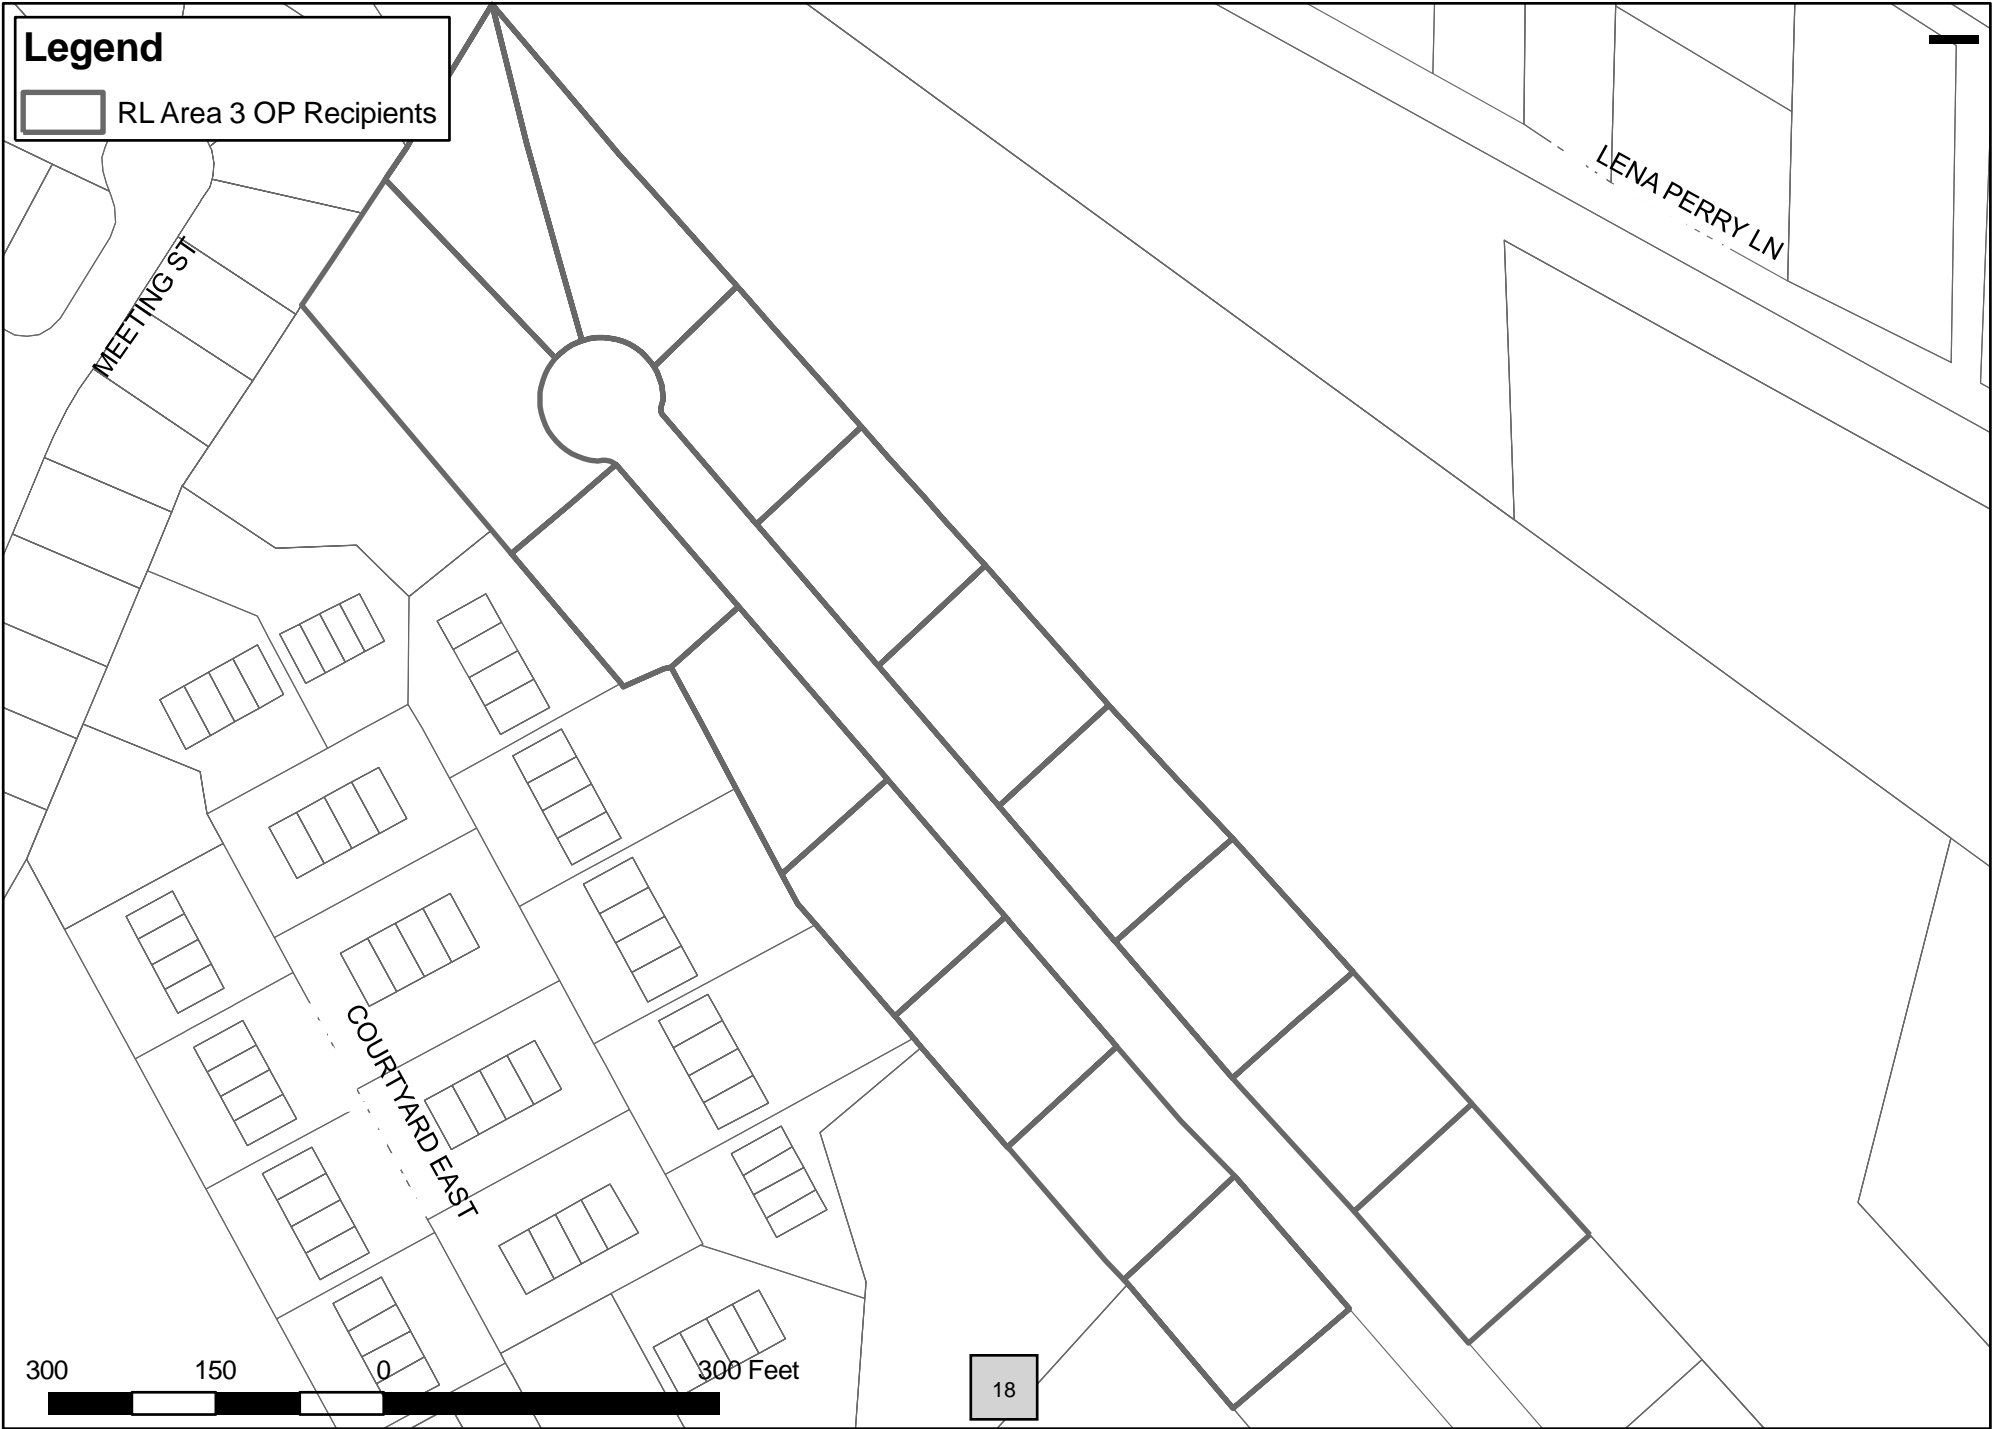 Legend
RL Area 3 OP Recipients
LENA PERRY LN
MEETING ST
COURTYARD EAST
300 150 0 300 Feet
18